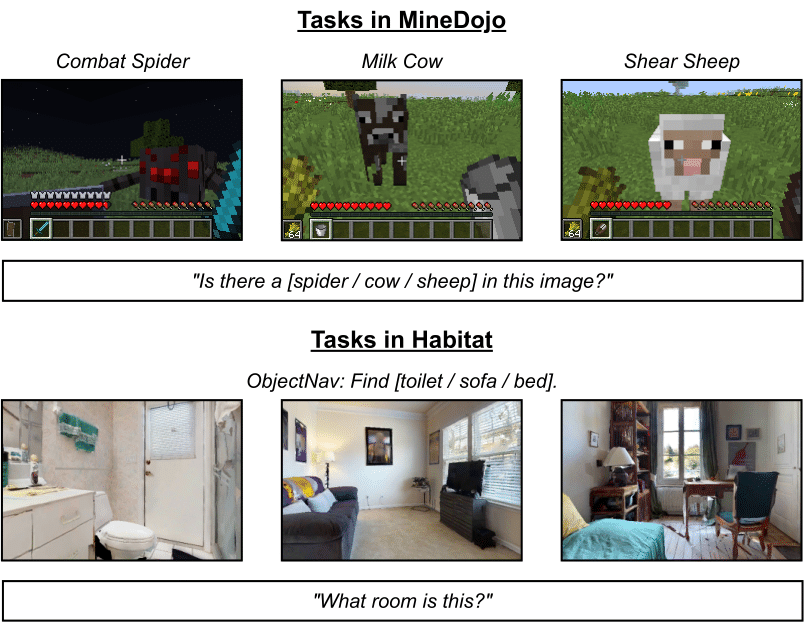 Tasks in MineDojo
Combat Spider
Milk Cow
Shear Sheep
64
64
"Is there a [spider / cow / sheep] in this image?"
Tasks in Habitat
ObjectNav: Find [toilet / sofa / bed].
"What room is this?"